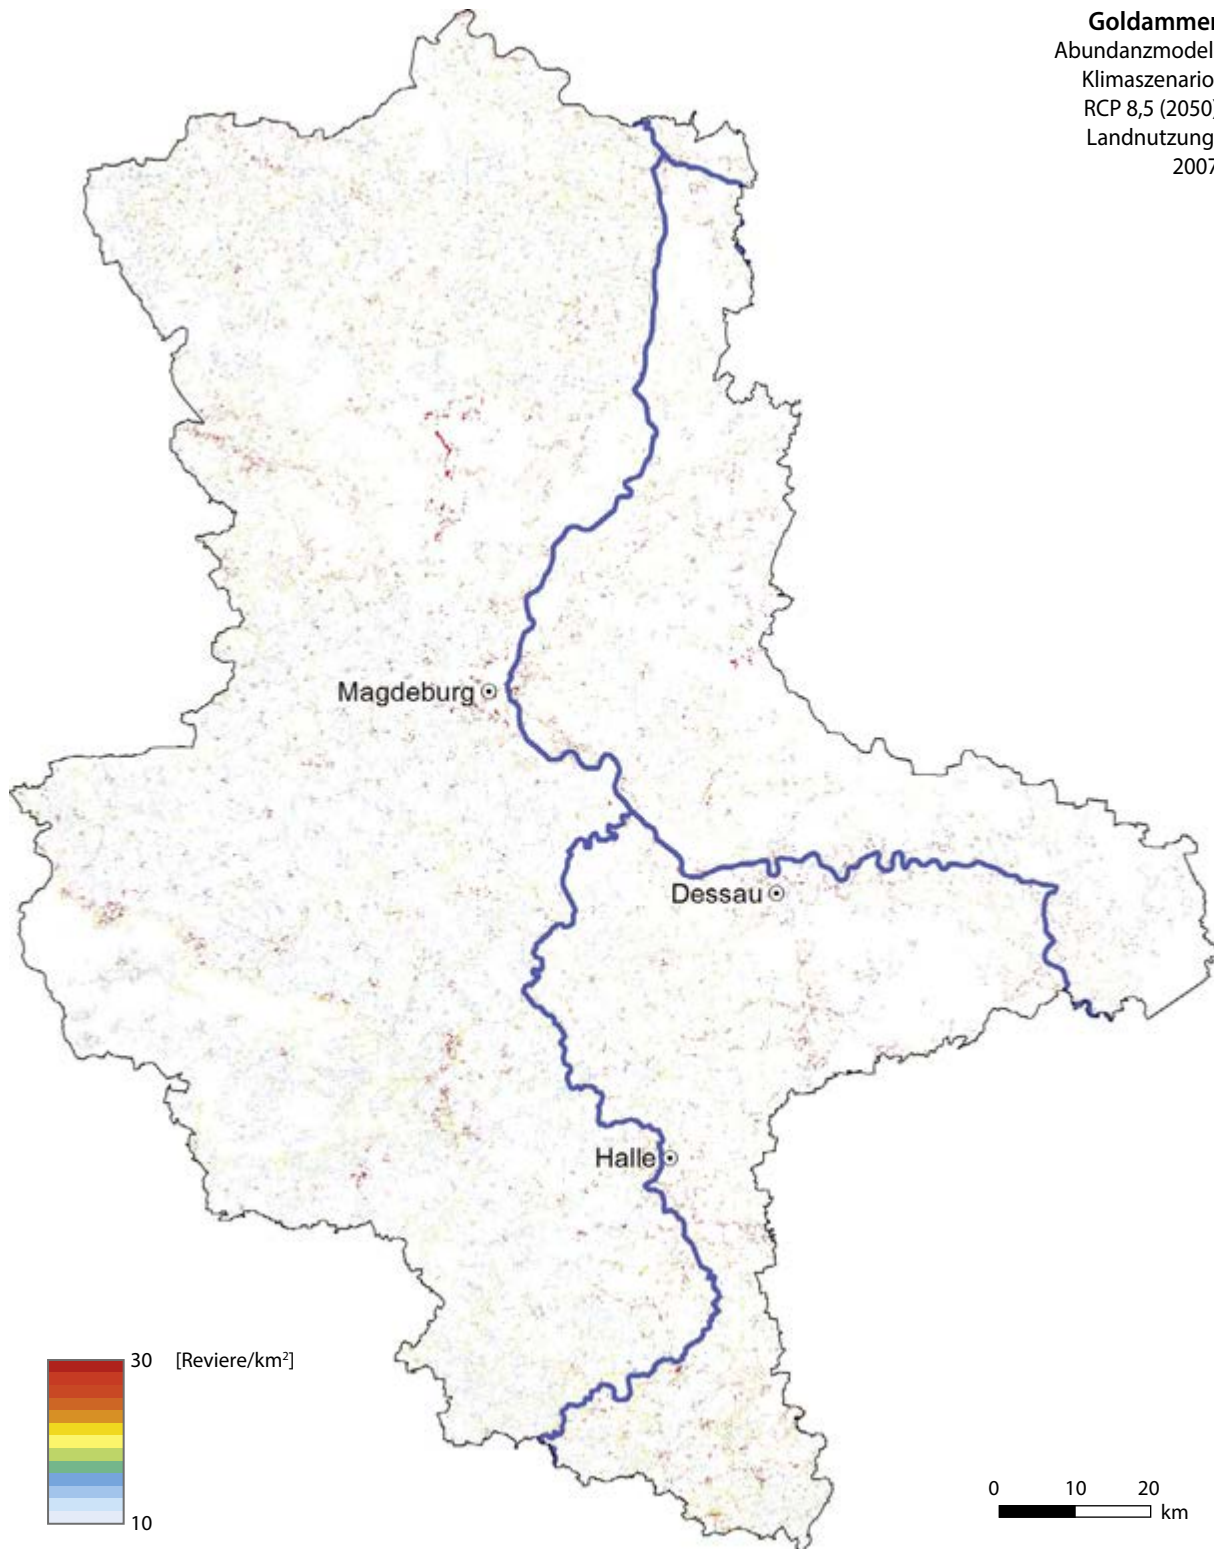 Goldammer
Abundanzmodell
Klimaszenario
RCP 8,5 (2050)
Landnutzung
2007
Magdeburg
Dessau
Halle
30 [Reviere/km²]
10
0 10 20
km